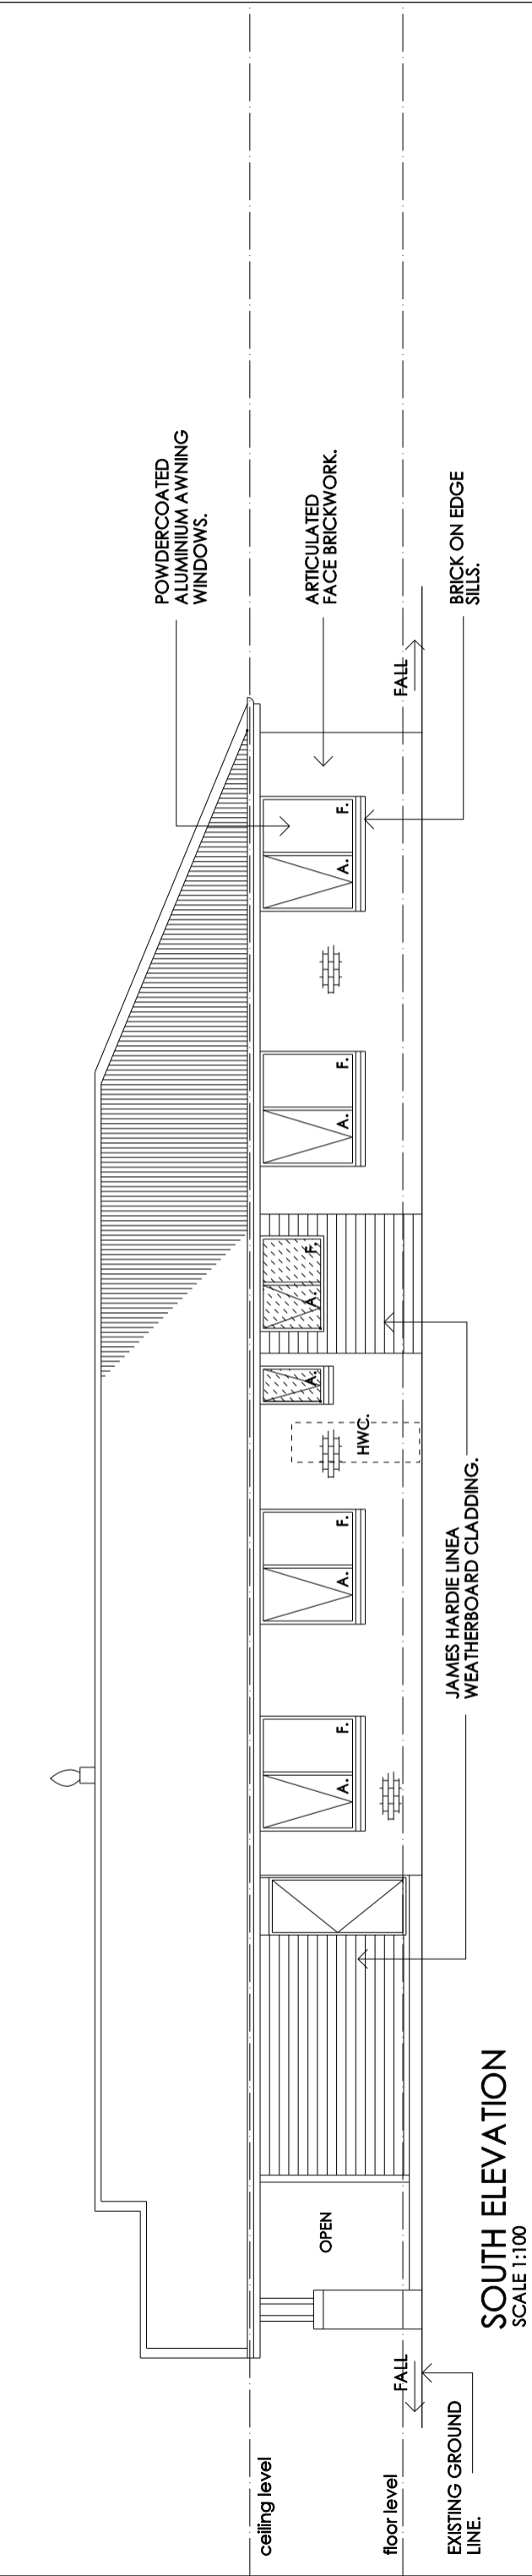 POWDERCOATED
ALUMINIUM AWNING
WINDOWS.
ARTICULATED
FACE BRICKWORK.
BRICK ON EDGE
SILLS.
ceiling level
floor level
OPEN
A.
F.
A.
F.
HWC.
A.
A.
F.
A.
F.
A.
F.
FALL
FALL
EXISTING GROUND
LINE.
JAMES HARDIE LINEA
WEATHERBOARD CLADDING.
SOUTH ELEVATION
SCALE 1:100